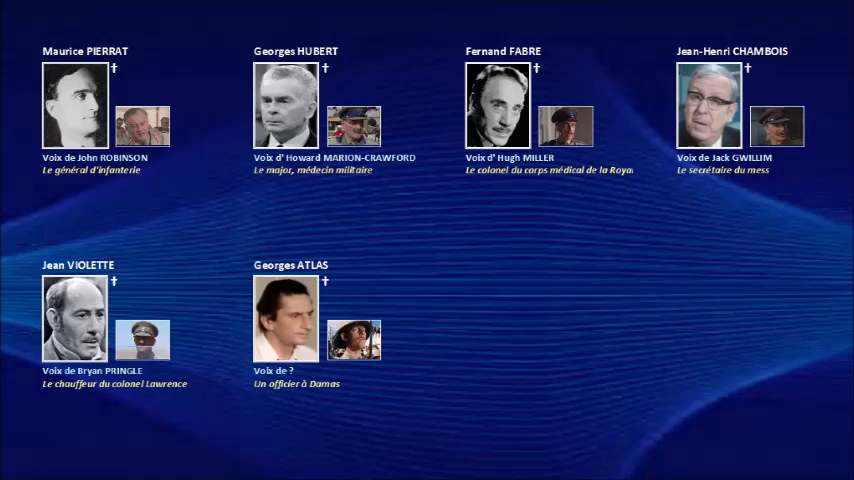 Maurice PIERRAT
Georges HUBERT
Fernand FABRE
Jean-Henri CHAMBOIS
†
†
†
†
Voix de John ROBINSON
Voix d' Howard MARION-CRAWFORD
Voix d' Hugh MILLER
Voix de Jack GWILLIM
Le général d'infanterie
Le major, médecin militaire
Le colonel du corps médical de la Royal
Le secrétaire du mess
Jean VIOLETTE
Georges ATLAS
†
†
Voix de Bryan PRINGLE
Voix de ?
Le chauffeur du colonel Lawrence
Un officier à Damas